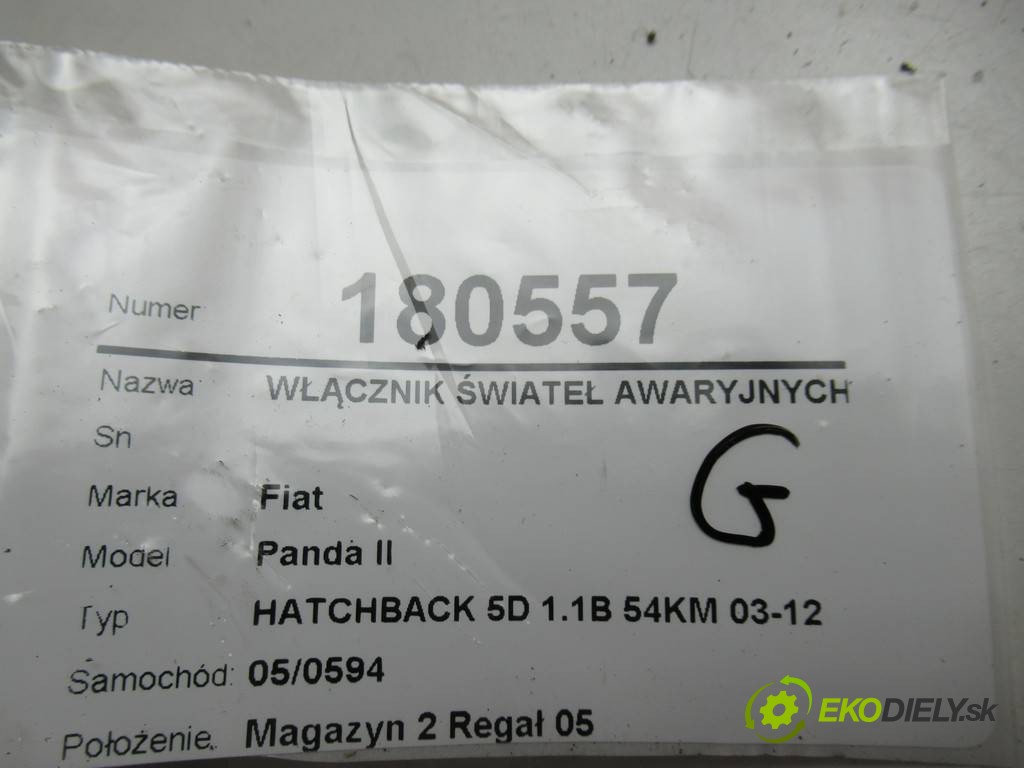 Numer 180557
Nazwa WŁĄCZNIK ŚWIATEŁ AWARYJNYCH
Sn
G
Marka Fiat
Model Panda II
Typ HATCHBACK 5D 1.1B 54KM 03-12
Samochód: 05/0594
Położenie. Magazyn 2 Regał 05
EKODIELY.sk